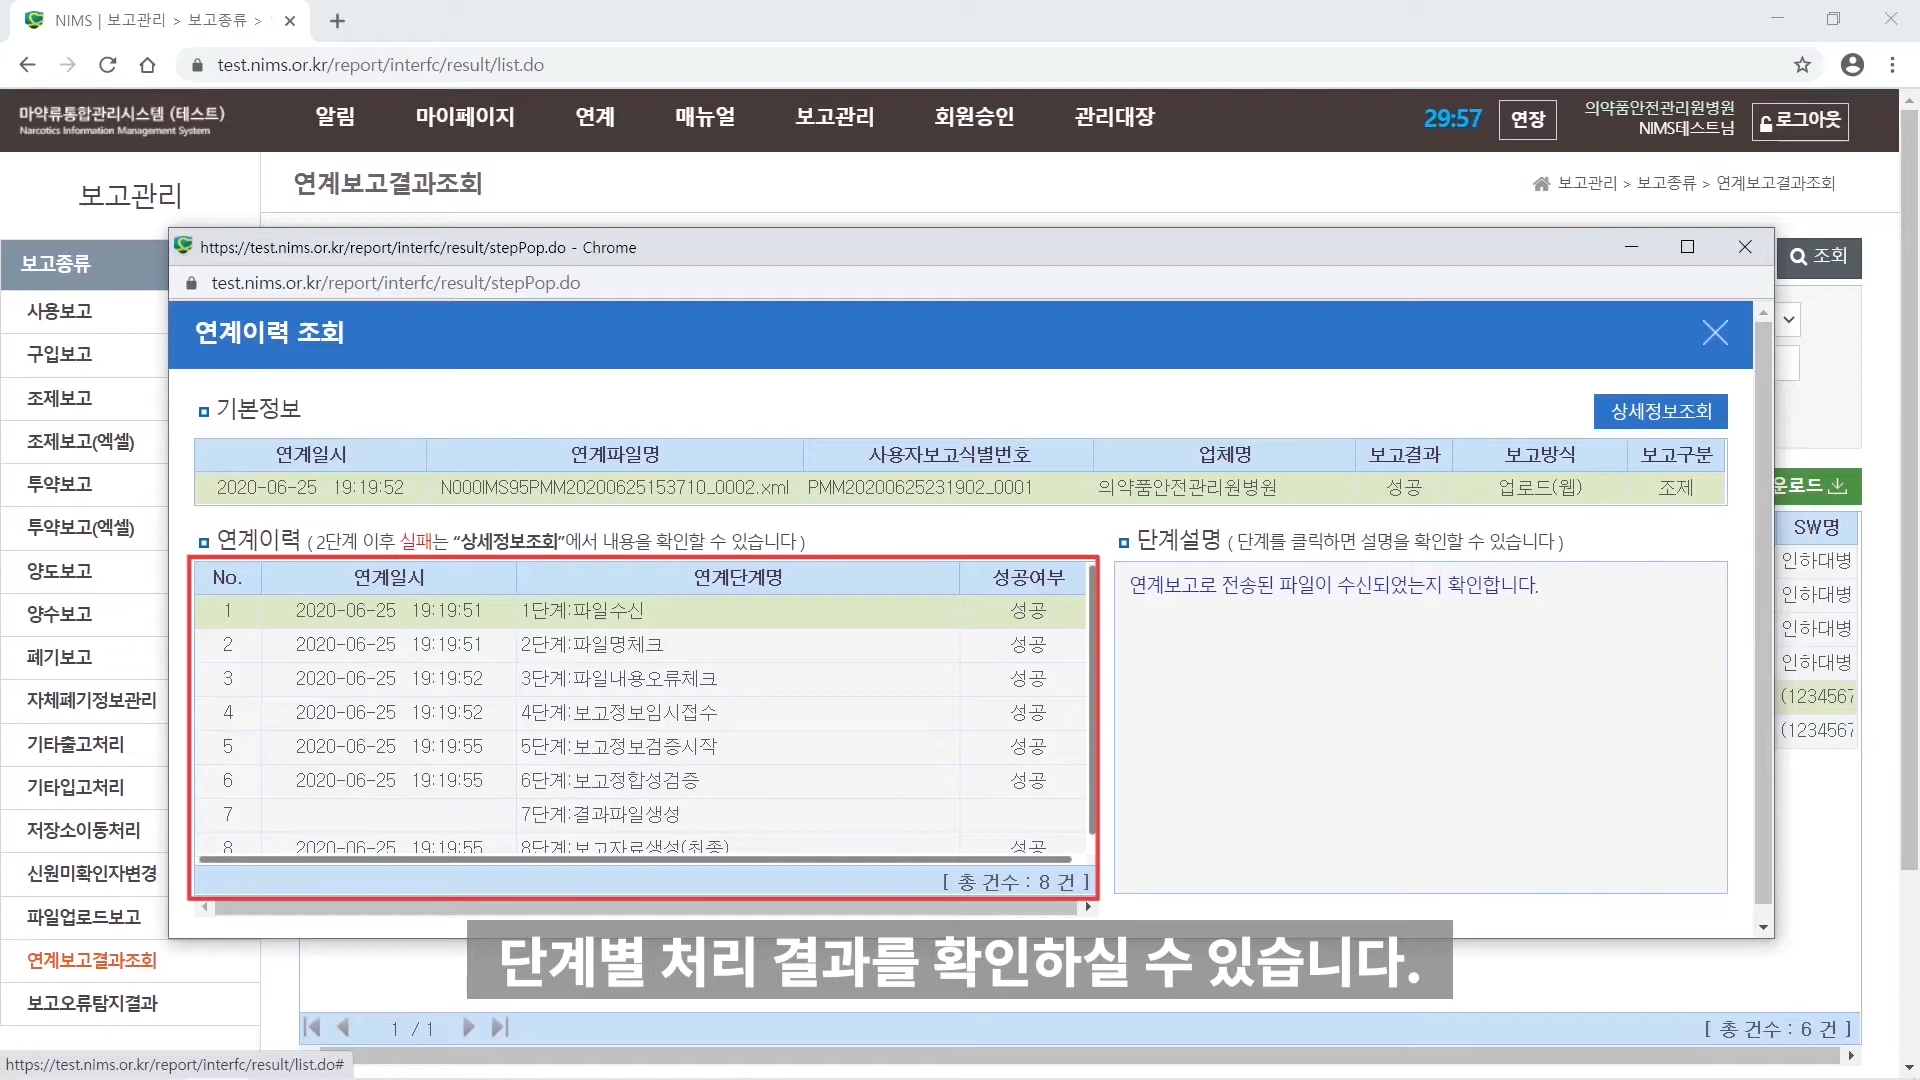 NIMS | 보고관리 > 보고종류 >
test.nims.or.kr/report/interfc/result/list.do
마약류통합관리시스템 (테스트)
Narcotics Information Management System
알림 마이페이지 연계 매뉴얼 보고관리 회원승인 관리대장
29:57 연장
의약품안전관리원병원
NIMS테스트님
로그아웃
보고관리
연계보고결과조회
보고관리 > 보고종류 > 연계보고결과조회
보고종류
사용보고
구입보고
조제보고
조제보고(엑셀)
투약보고
투약보고(엑셀)
양도보고
양수보고
폐기보고
자체폐기정보관리
기타출고처리
기타입고처리
저장소이동처리
신원미확인자변경
파일업로드보고
연계보고결과조회
보고오류탐지결과
https://test.nims.or.kr/report/interfc/result/stepPop.do - Chrome
test.nims.or.kr/report/interfc/result/stepPop.do
연계이력 조회
기본정보
상세정보조회
연계일시 연계파일명 사용자보고식별번호 업체명 보고결과 보고방식 보고구분
2020-06-25 19:19:52 N000IMS95PMM20200625153710_0002.xml PMM20200625231902_0001 의약품안전관리원병원 성공 업로드(웹) 조제
연계이력 ( 2단계 이후 실패는 “상세정보조회”에서 내용을 확인할 수 있습니다 )
No. 연계일시 연계단계명 성공여부
1 2020-06-25 19:19:51 1단계:파일수신 성공
2 2020-06-25 19:19:51 2단계:파일명체크 성공
3 2020-06-25 19:19:52 3단계:파일내용오류체크 성공
4 2020-06-25 19:19:52 4단계:보고정보임시접수 성공
5 2020-06-25 19:19:55 5단계:보고정보검증시작 성공
6 2020-06-25 19:19:55 6단계:보고정합성검증 성공
7 7단계:결과파일생성
8 2020-06-25 19:19:55 8단계:보고자료생성(최종) 성공
[ 총 건수 : 8 건 ]
단계설명 ( 단계를 클릭하면 설명을 확인할 수 있습니다 )
연계보고로 전송된 파일이 수신되었는지 확인합니다.
조회
운로드
SW명
인하대병
인하대병
인하대병
인하대병
(1234567
(1234567
단계별 처리 결과를 확인하실 수 있습니다.
1 / 1
[ 총 건수 : 6 건 ]
https://test.nims.or.kr/report/interfc/result/list.do#